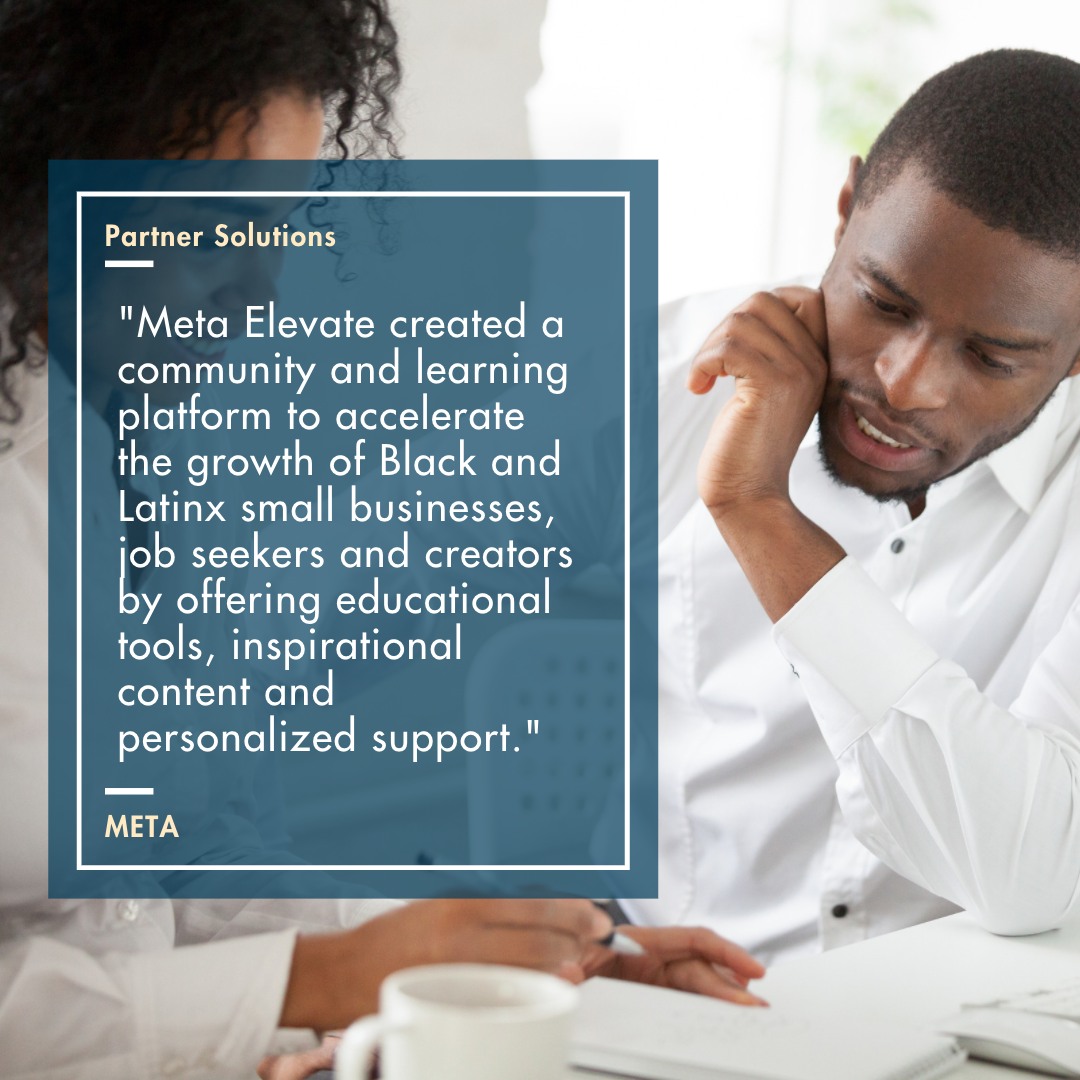 Partner Solutions
"Meta Elevate created a
community and learning
platform to accelerate
the growth of Black and
Latinx small businesses,
job seekers and creators
by offering educational
tools, inspirational
content and
personalized support."
META